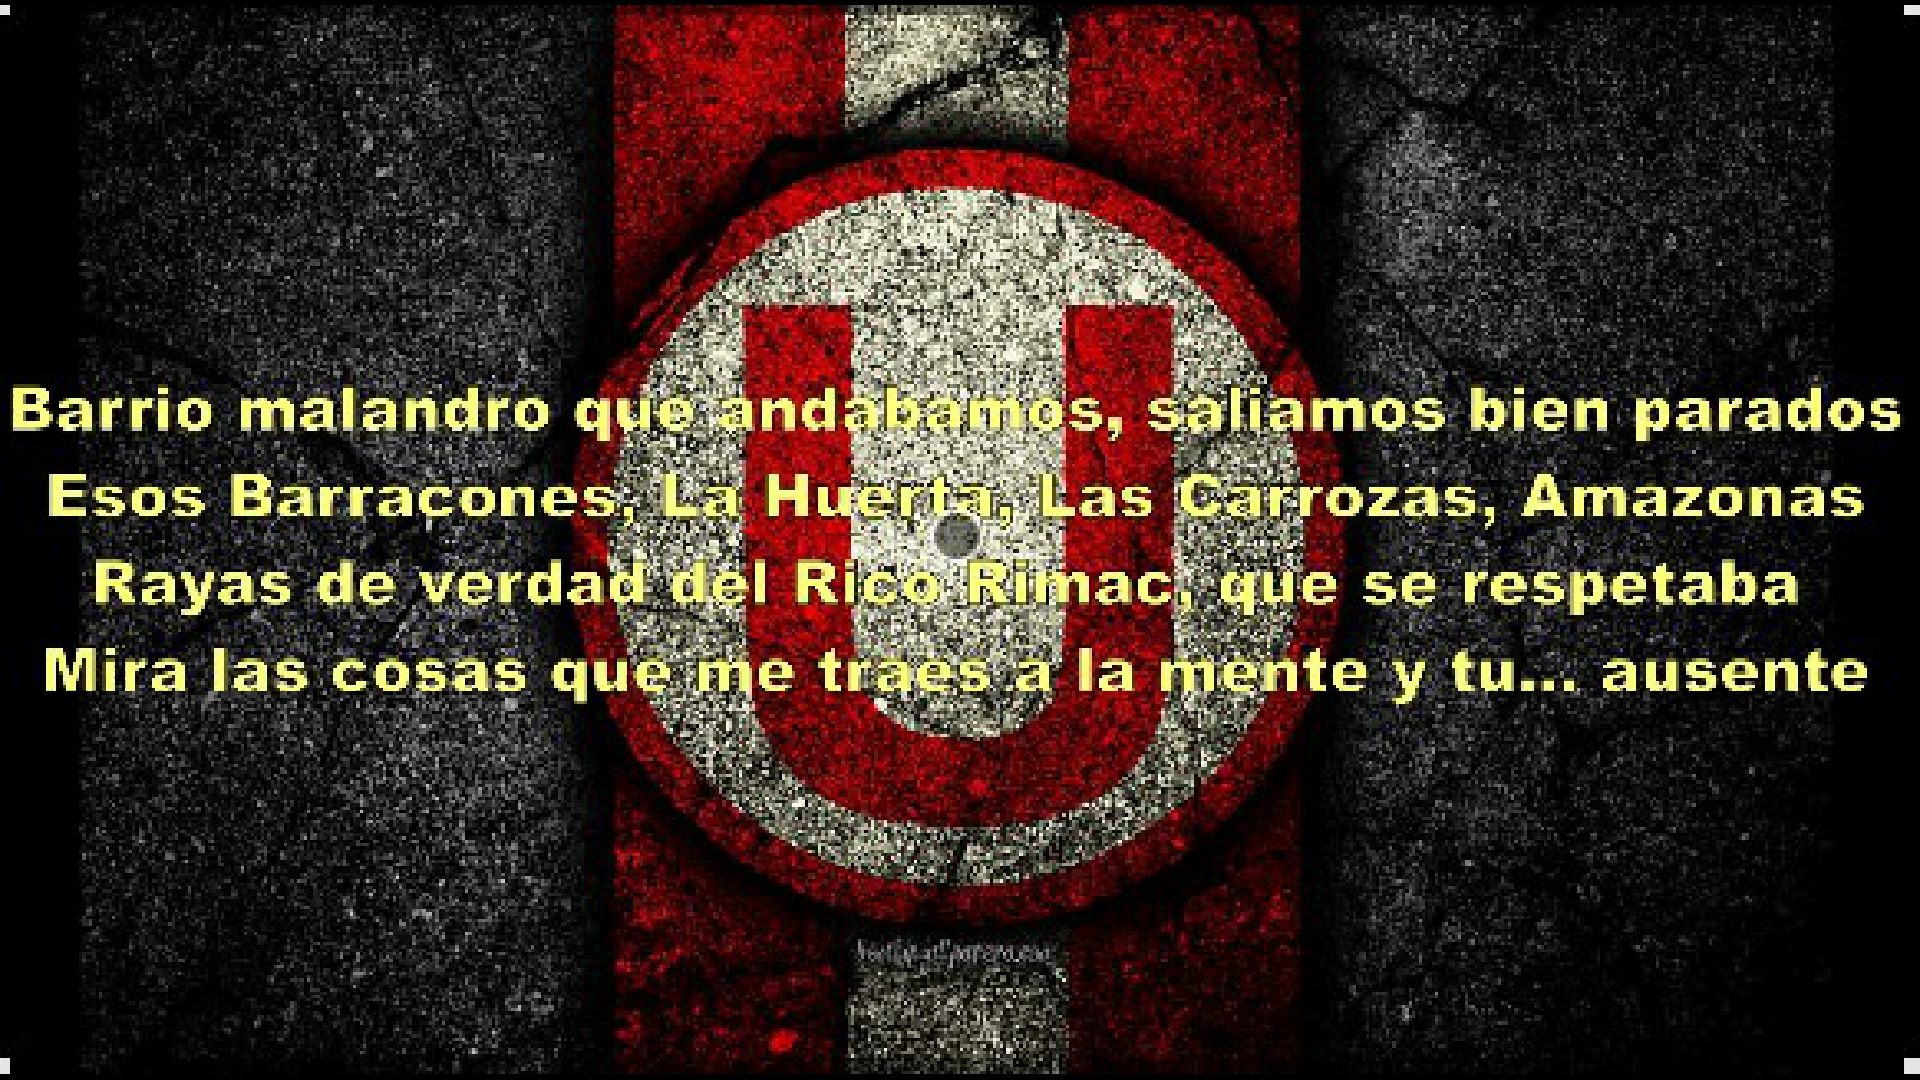 Barrio malandro que andabamos, saliamos bien parados
Esos Barracones, La Huerta, Las Carrozas, Amazonas
Rayas de verdad del Rico Rimac, que se respetaba
Mira las cosas que me traes a la mente y tu... ausente
U